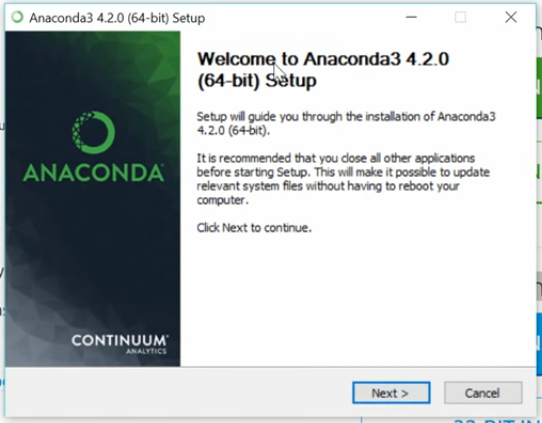 Anaconda3 4.2.0 (64-bit) Setup
Welcome to Anaconda3 4.2.0
(64-bit) Setup
Setup will guide you through the installation of Anaconda3
4.2.0 (64-bit).
It is recommended that you close all other applications
before starting Setup. This will make it possible to update
relevant system files without having to reboot your
computer.
Click Next to continue.
ANACONDA
CONTINUUM
ANALYTICS
Next >
Cancel